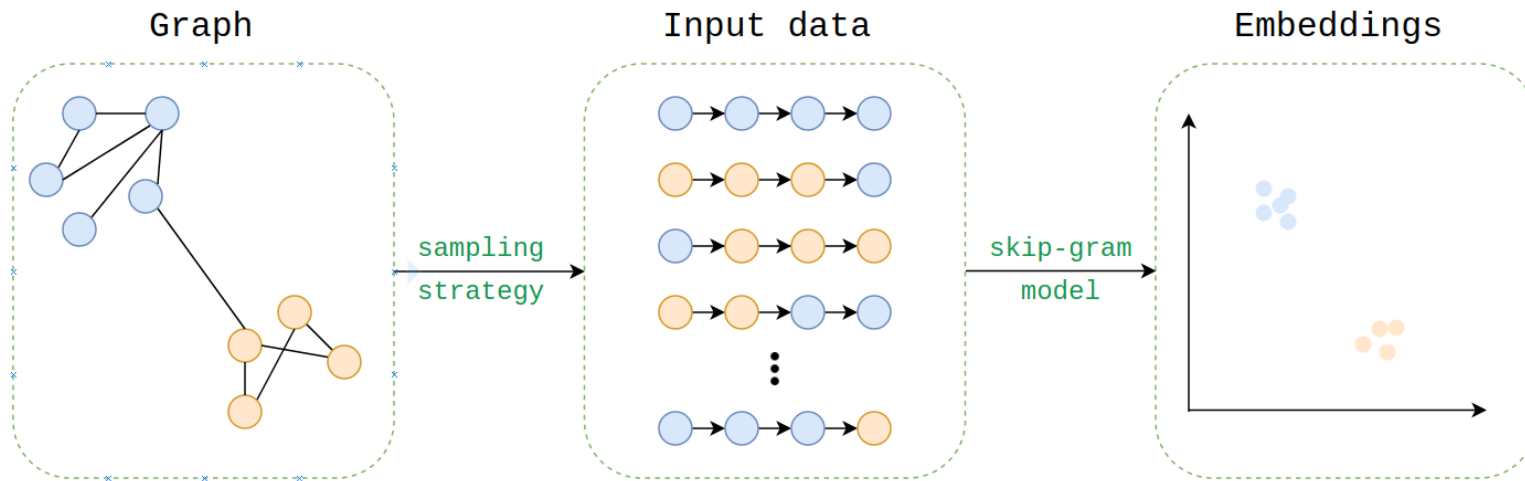 Graph
Input data
Embeddings
sampling
strategy
skip-gram
model